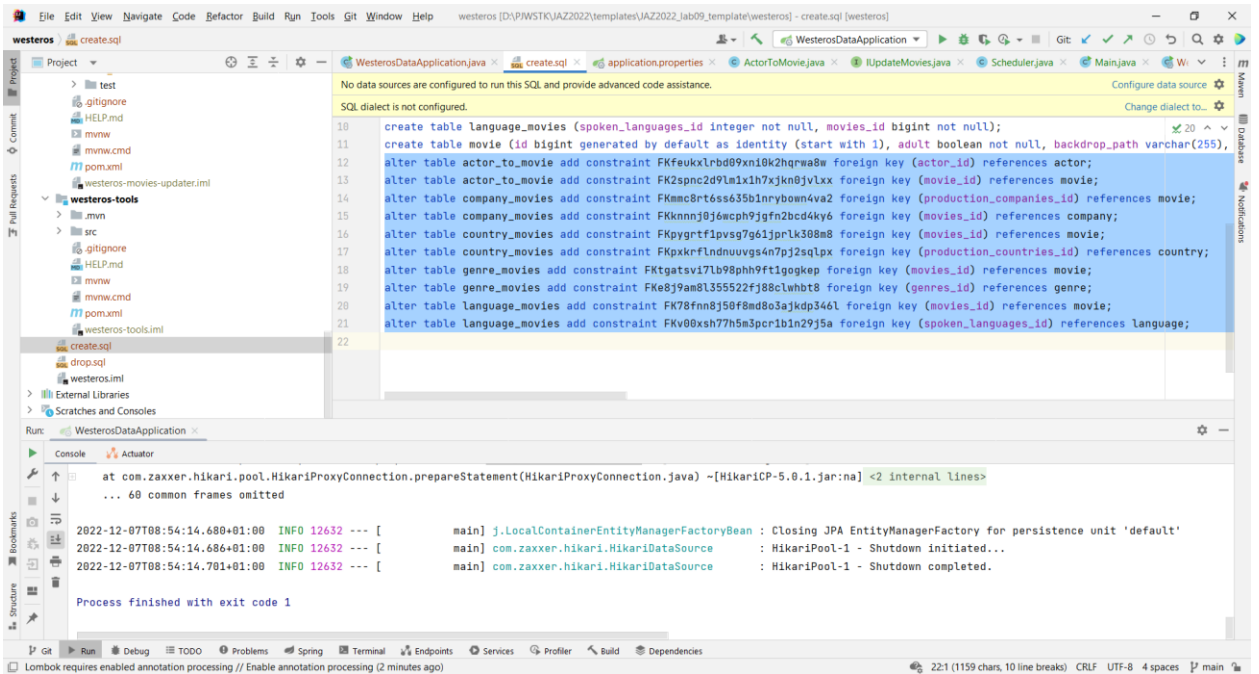 File Edit View Navigate Code Refactor Build Run Tools Git Window Help westeros [D:\PJWSTK\JAZ2022\templates\JAZ2022_lab09_template\westeros] - create.sql [westeros]
westeros create.sql WesterosDataApplication Git:
Project WesterosDataApplication.java create.sql application.properties ActorToMovie.java IUpdateMovies.java Scheduler.java Main.java
test
.gitignore
HELP.md
mvnw
mvnw.cmd
pom.xml
westeros-movies-updater.iml
westeros-tools
.mvn
src
.gitignore
HELP.md
mvnw
mvnw.cmd
pom.xml
westeros-tools.iml
create.sql
drop.sql
westeros.iml
External Libraries
Scratches and Consoles
No data sources are configured to run this SQL and provide advanced code assistance. Configure data source
SQL dialect is not configured. Change dialect to...
20
10 create table language_movies (spoken_languages_id integer not null, movies_id bigint not null);
11 create table movie (id bigint generated by default as identity (start with 1), adult boolean not null, backdrop_path varchar(255),
12 alter table actor_to_movie add constraint FKfeukxlrbd09xni0k2hqrwa8w foreign key (actor_id) references actor;
13 alter table actor_to_movie add constraint FK2spnc2d9lm1x1h7xjkn0jvlxx foreign key (movie_id) references movie;
14 alter table company_movies add constraint FKmmc8rt6ss635b1nrybown4va2 foreign key (production_companies_id) references movie;
15 alter table company_movies add constraint FKknnnj0j6wcph9jgfn2bcd4ky6 foreign key (movies_id) references company;
16 alter table country_movies add constraint FKpygrtf1pvsg7g61jprlk308m8 foreign key (movies_id) references movie;
17 alter table country_movies add constraint FKpxkrflndnuuvgs4n7pj2sqlpx foreign key (production_countries_id) references country;
18 alter table genre_movies add constraint FKtgatsvi7lb98phh9ft1gogkep foreign key (movies_id) references movie;
19 alter table genre_movies add constraint FKe8j9am8l355522fj88clwhbt8 foreign key (genres_id) references genre;
20 alter table language_movies add constraint FK78fnn8j50f8md8o3ajkdp346l foreign key (movies_id) references movie;
21 alter table language_movies add constraint FKv00xsh77h5m3pcr1b1n29j5a foreign key (spoken_languages_id) references language;
22
Project
Commit
Pull Requests
Bookmarks
Structure
Maven
Database
Notifications
Run: WesterosDataApplication
Console Actuator
at com.zaxxer.hikari.pool.HikariProxyConnection.prepareStatement(HikariProxyConnection.java) ~[HikariCP-5.0.1.jar:na] <2 internal lines>
... 60 common frames omitted
2022-12-07T08:54:14.680+01:00 INFO 12632 --- [ main] j.LocalContainerEntityManagerFactoryBean : Closing JPA EntityManagerFactory for persistence unit 'default'
2022-12-07T08:54:14.686+01:00 INFO 12632 --- [ main] com.zaxxer.hikari.HikariDataSource : HikariPool-1 - Shutdown initiated...
2022-12-07T08:54:14.701+01:00 INFO 12632 --- [ main] com.zaxxer.hikari.HikariDataSource : HikariPool-1 - Shutdown completed.
Process finished with exit code 1
Git Run Debug TODO Problems Spring Terminal Endpoints Services Profiler Build Dependencies
Lombok requires enabled annotation processing // Enable annotation processing (2 minutes ago) 22:1 (1159 chars, 10 line breaks) CRLF UTF-8 4 spaces main